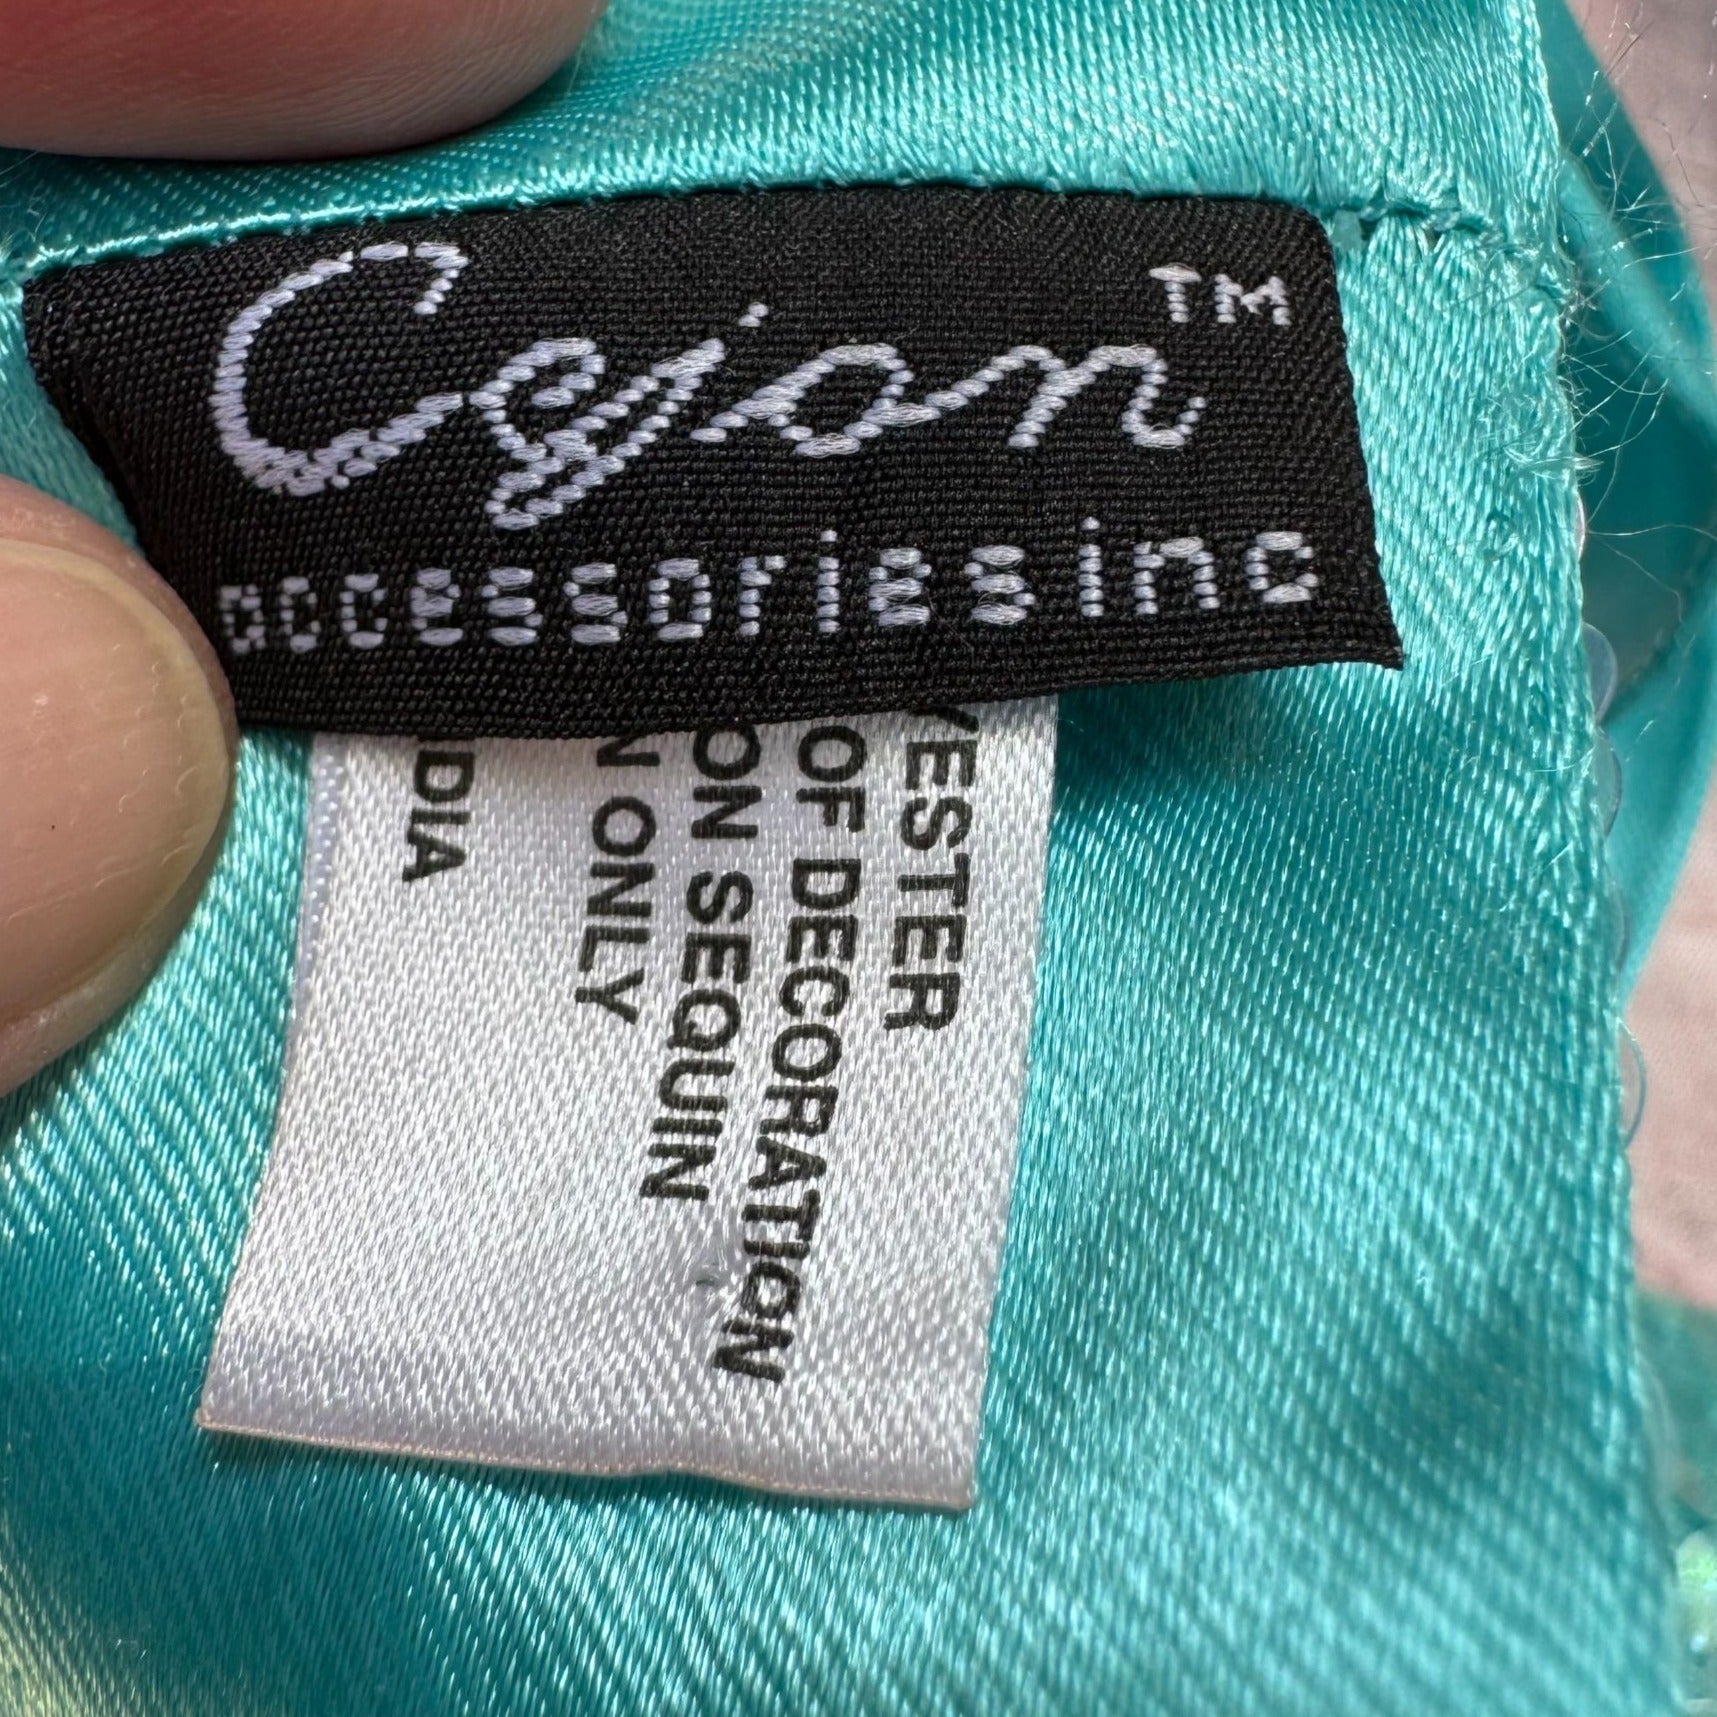 Cejon™
accessories inc
YESTER
OF DECORATION
ON SEQUIN
N ONLY
DIA